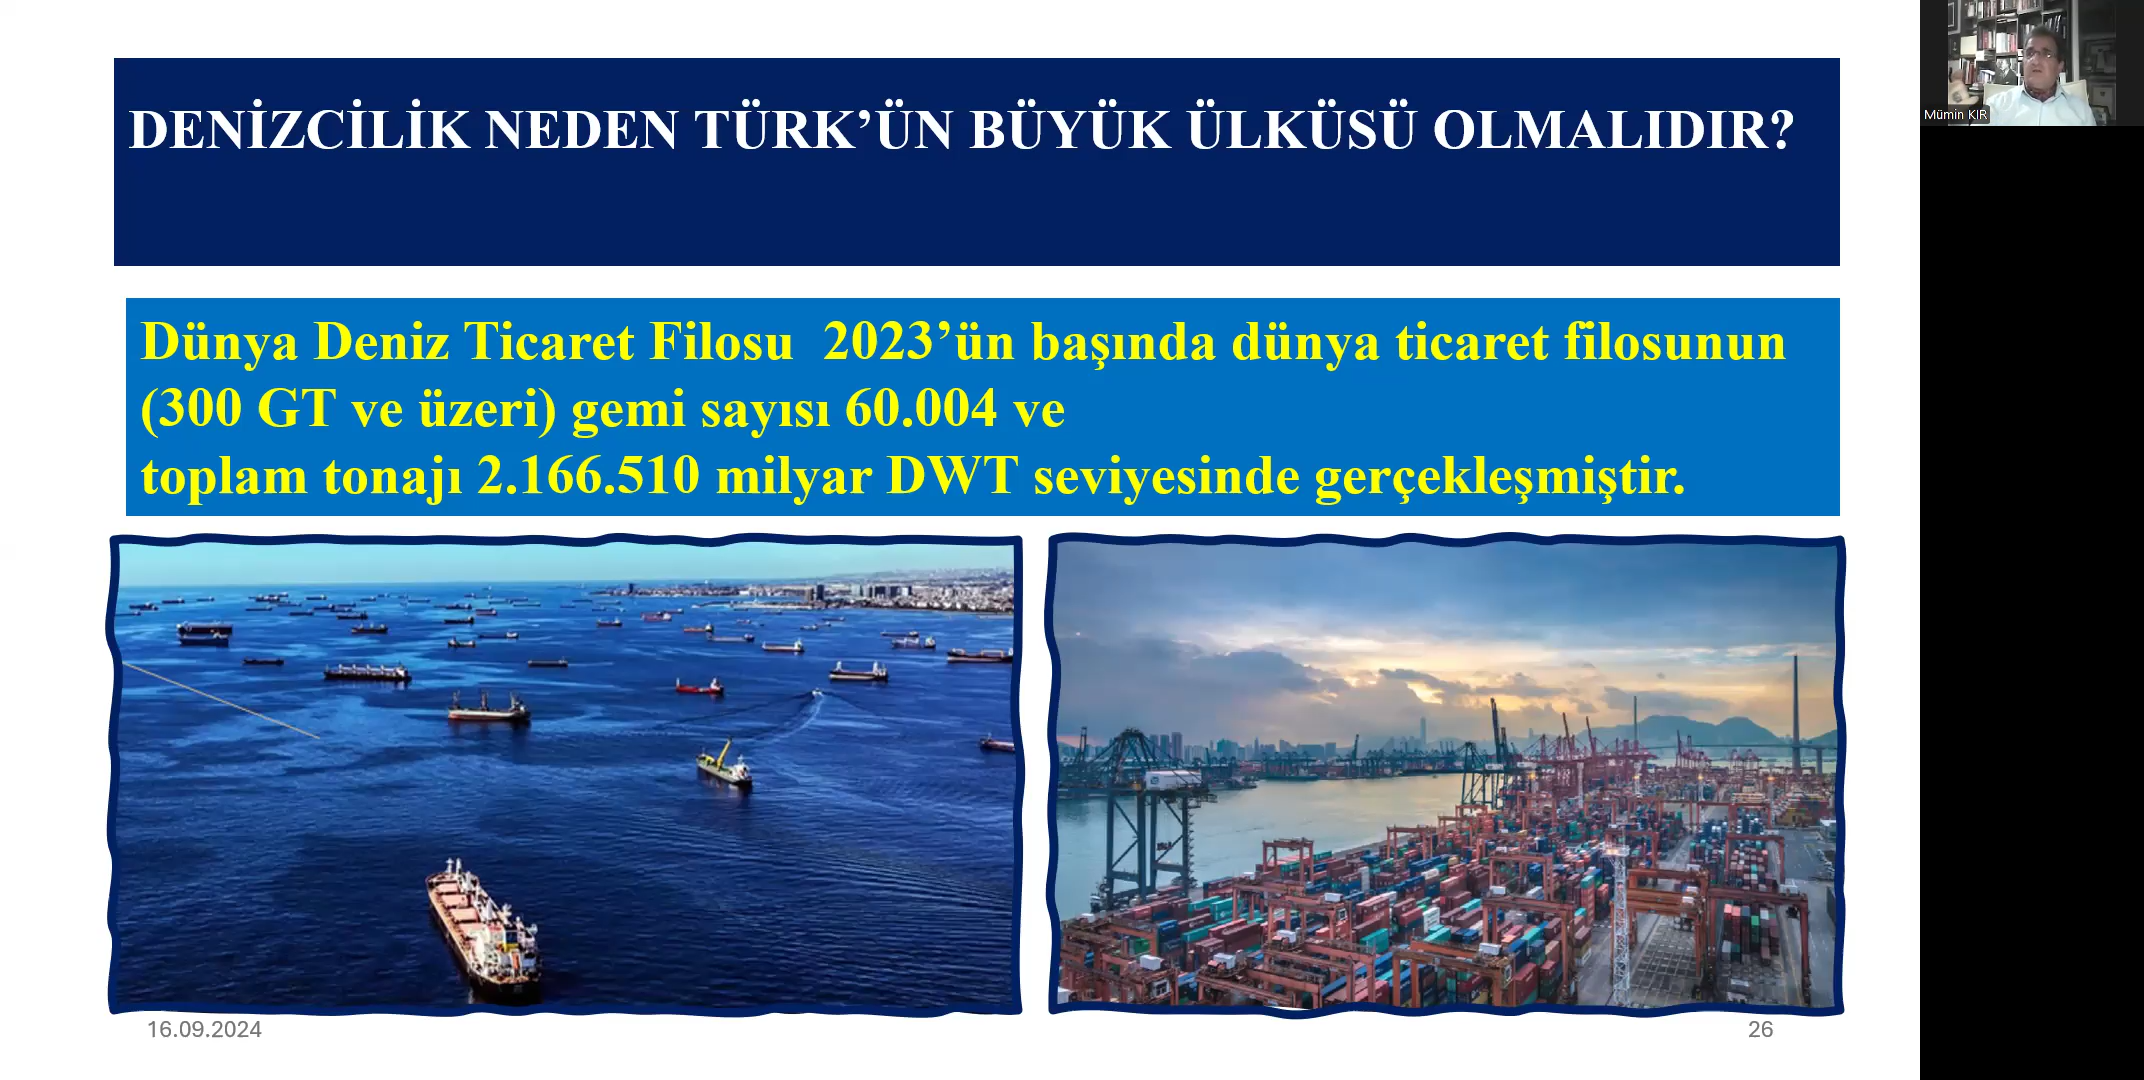 DENİZCİLİK NEDEN TÜRK’ÜN BÜYÜK ÜLKÜSÜ OLMALIDIR?
Dünya Deniz Ticaret Filosu  2023’ün başında dünya ticaret filosunun
(300 GT ve üzeri) gemi sayısı 60.004 ve
toplam tonajı 2.166.510 milyar DWT seviyesinde gerçekleşmiştir.
16.09.2024
26
Mümin KIR